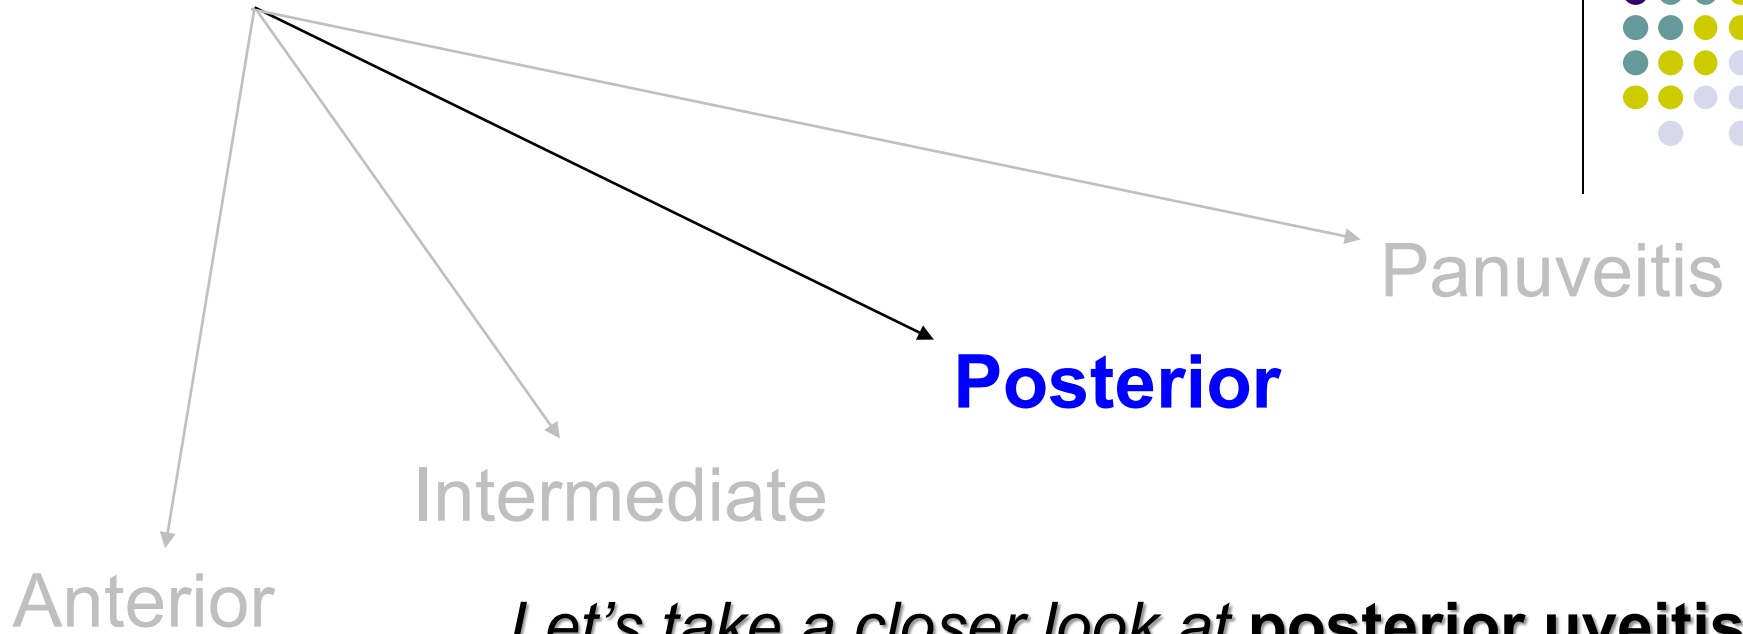 Panuveitis
Posterior
Intermediate
Anterior
Let’s take a closer look at posterior uveitis